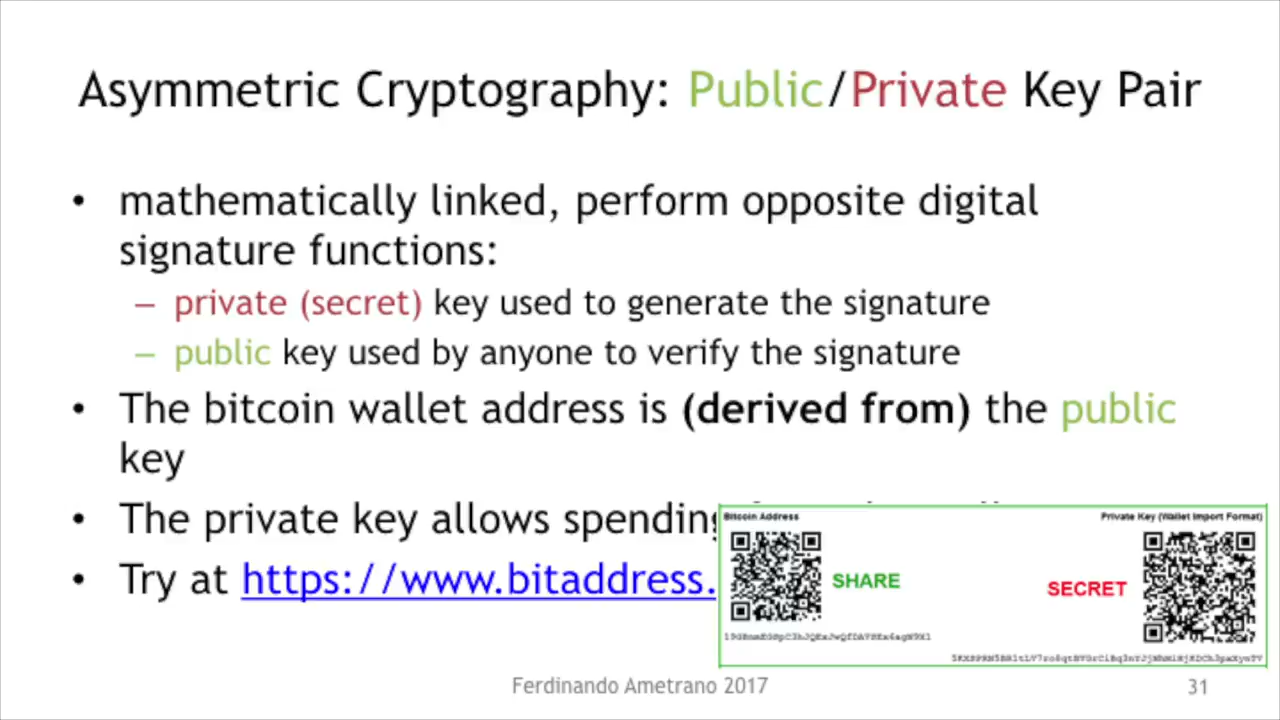 Asymmetric Cryptography: Public/Private Key Pair
• mathematically linked, perform opposite digital
signature functions:
– private (secret) key used to generate the signature
– public key used by anyone to verify the signature
• The bitcoin wallet address is (derived from) the public
key
• The private key allows spending
• Try at https://www.bitaddress.
Bitcoin Address
Private Key (Wallet Import Format)
SHARE
SECRET
Ferdinando Ametrano 2017
31